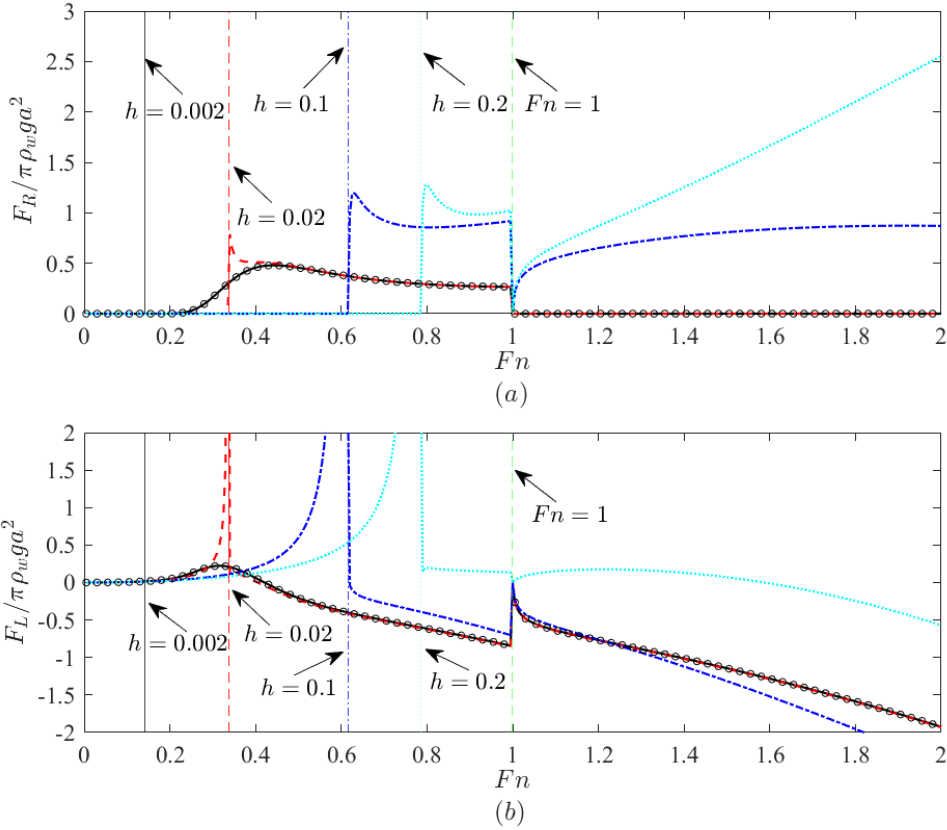 3
2.5
2
1.5
1
0.5
0
F_R/πρ_w ga²
h = 0.002
h = 0.1
h = 0.2
Fn = 1
h = 0.02
0 0.2 0.4 0.6 0.8 1 1.2 1.4 1.6 1.8 2
Fn
(a)
2
1.5
1
0.5
0
-0.5
-1
-1.5
-2
F_L/πρ_w ga²
Fn = 1
h = 0.002
h = 0.02
h = 0.1
h = 0.2
0 0.2 0.4 0.6 0.8 1 1.2 1.4 1.6 1.8 2
Fn
(b)